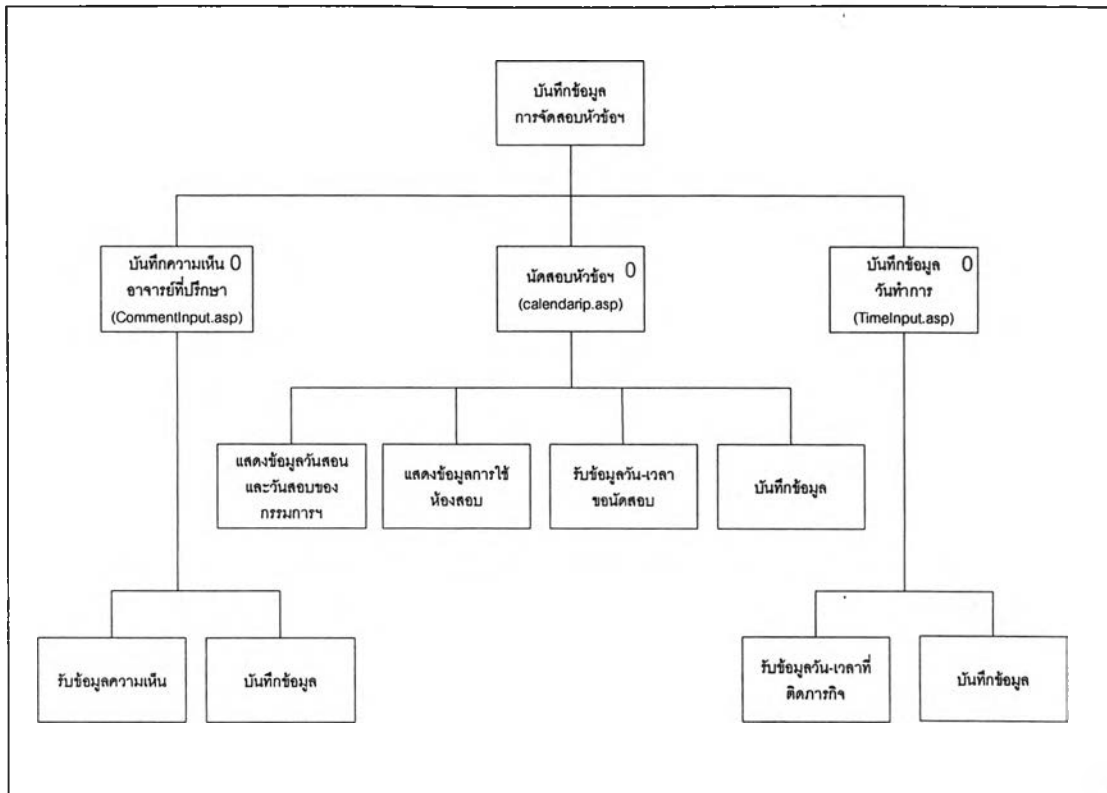 บันทึกข้อมูล
การจัดสอบหัวข้อฯ
บันทึกความเห็น 0
อาจารย์ที่ปรึกษา
(CommentInput.asp)
นัดสอบหัวข้อฯ 0
(calendarip.asp)
บันทึกข้อมูล 0
วันทำการ
(TimeInput.asp)
แสดงข้อมูลวันสอน
และวันสอบของ
กรรมการฯ
แสดงข้อมูลการใช้
ห้องสอบ
รับข้อมูลวัน-เวลา
ขอนัดสอบ
บันทึกข้อมูล
รับข้อมูลความเห็น
บันทึกข้อมูล
รับข้อมูลวัน-เวลาที่
ติดภารกิจ
บันทึกข้อมูล